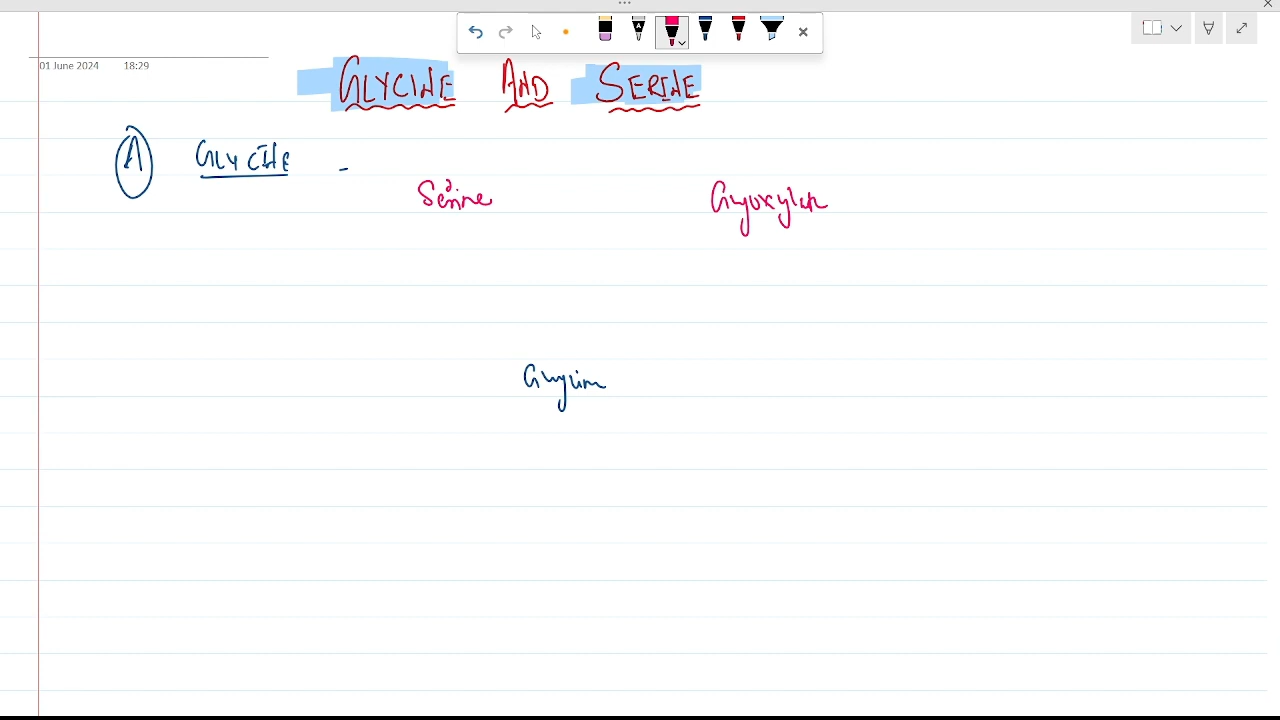 01 June 2024 18:29
GLYCINE AND SERINE
A GLYCINE -
Serine Glyoxylate
Glycine